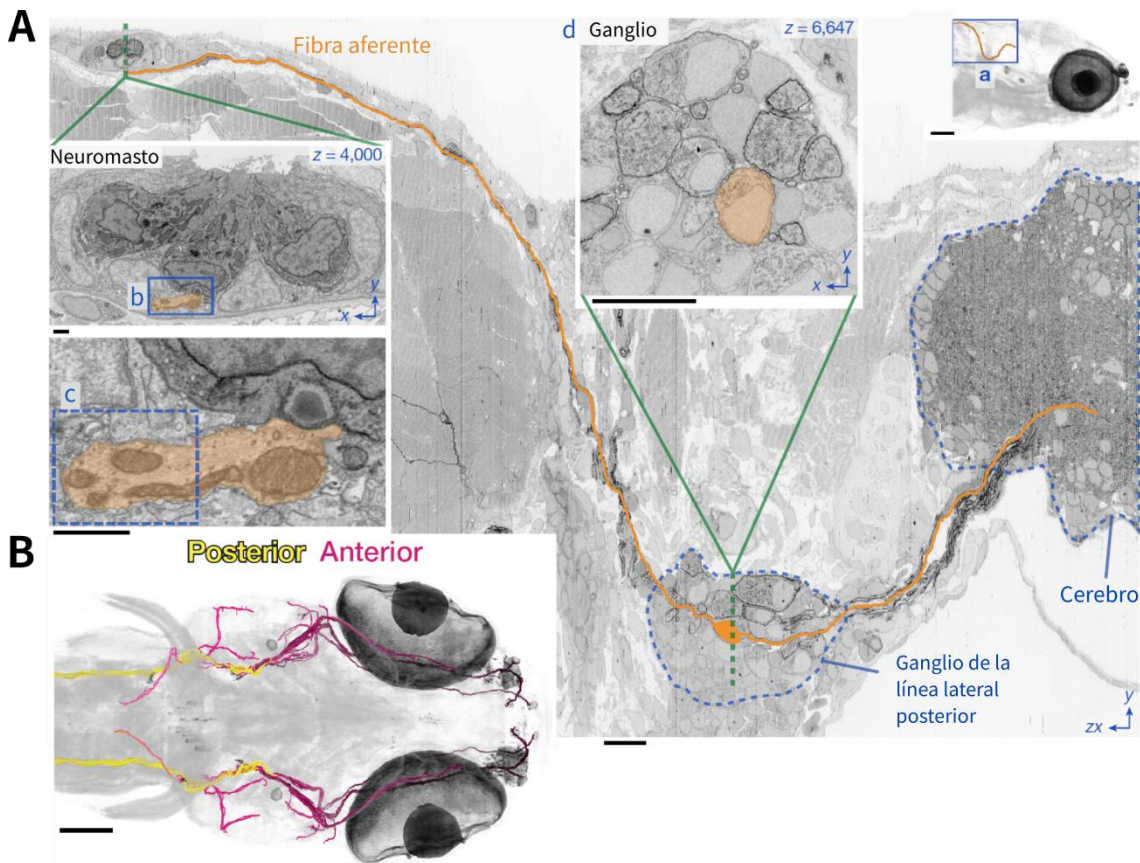 A
Fibra aferente
d
Ganglio
z = 6,647
a
Neuromasto
z = 4,000
b
y
x
y
x
c
B
Posterior Anterior
Cerebro
Ganglio de la
línea lateral
posterior
y
zx